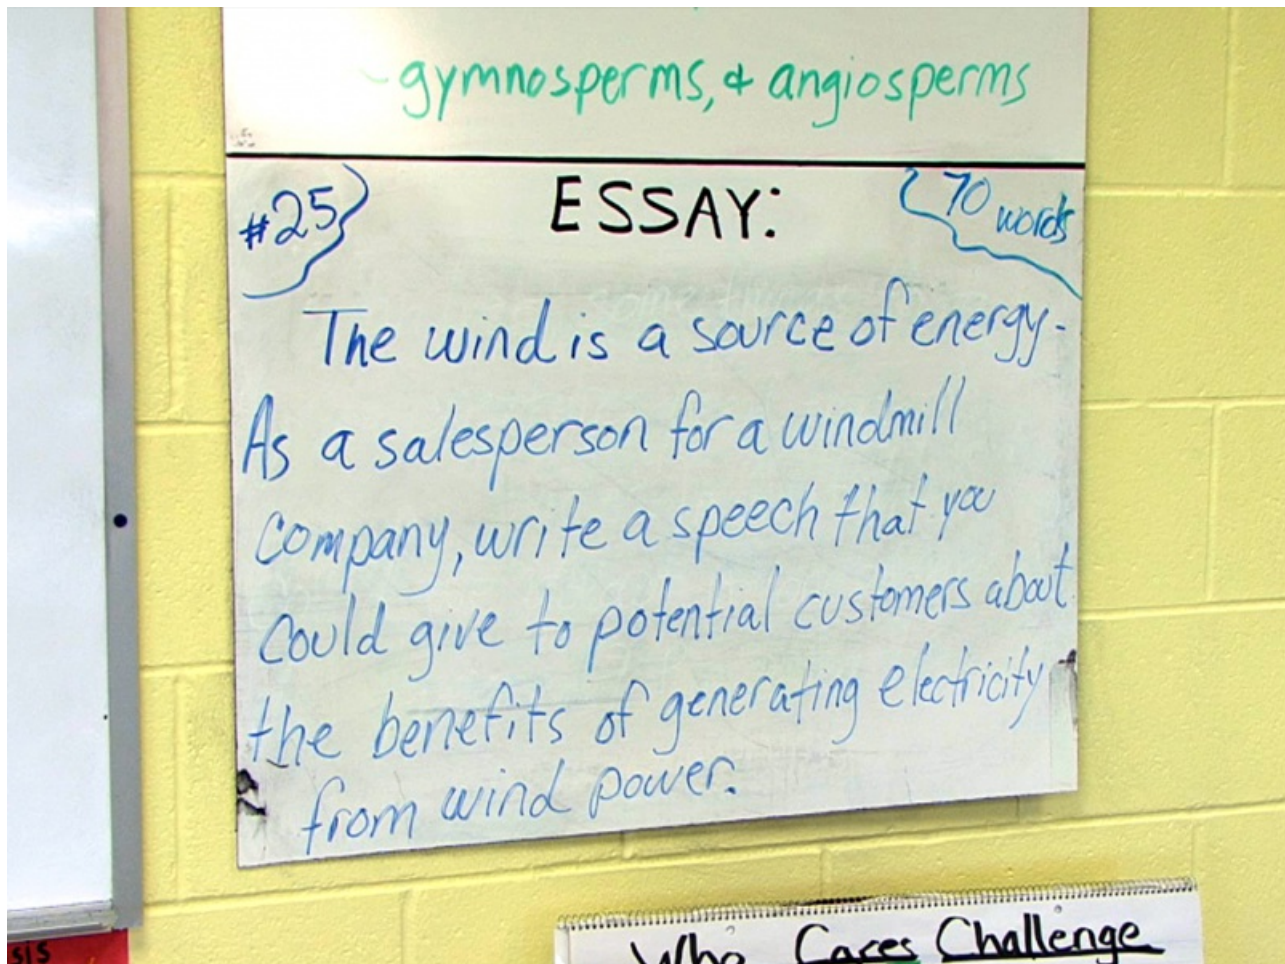 -gymnosperms, & angiosperms
#25
ESSAY:
70 words
The wind is a source of energy.
As a salesperson for a windmill
company, write a speech that you
could give to potential customers about
the benefits of generating electricity
from wind power.
Who Cares Challenge
sis